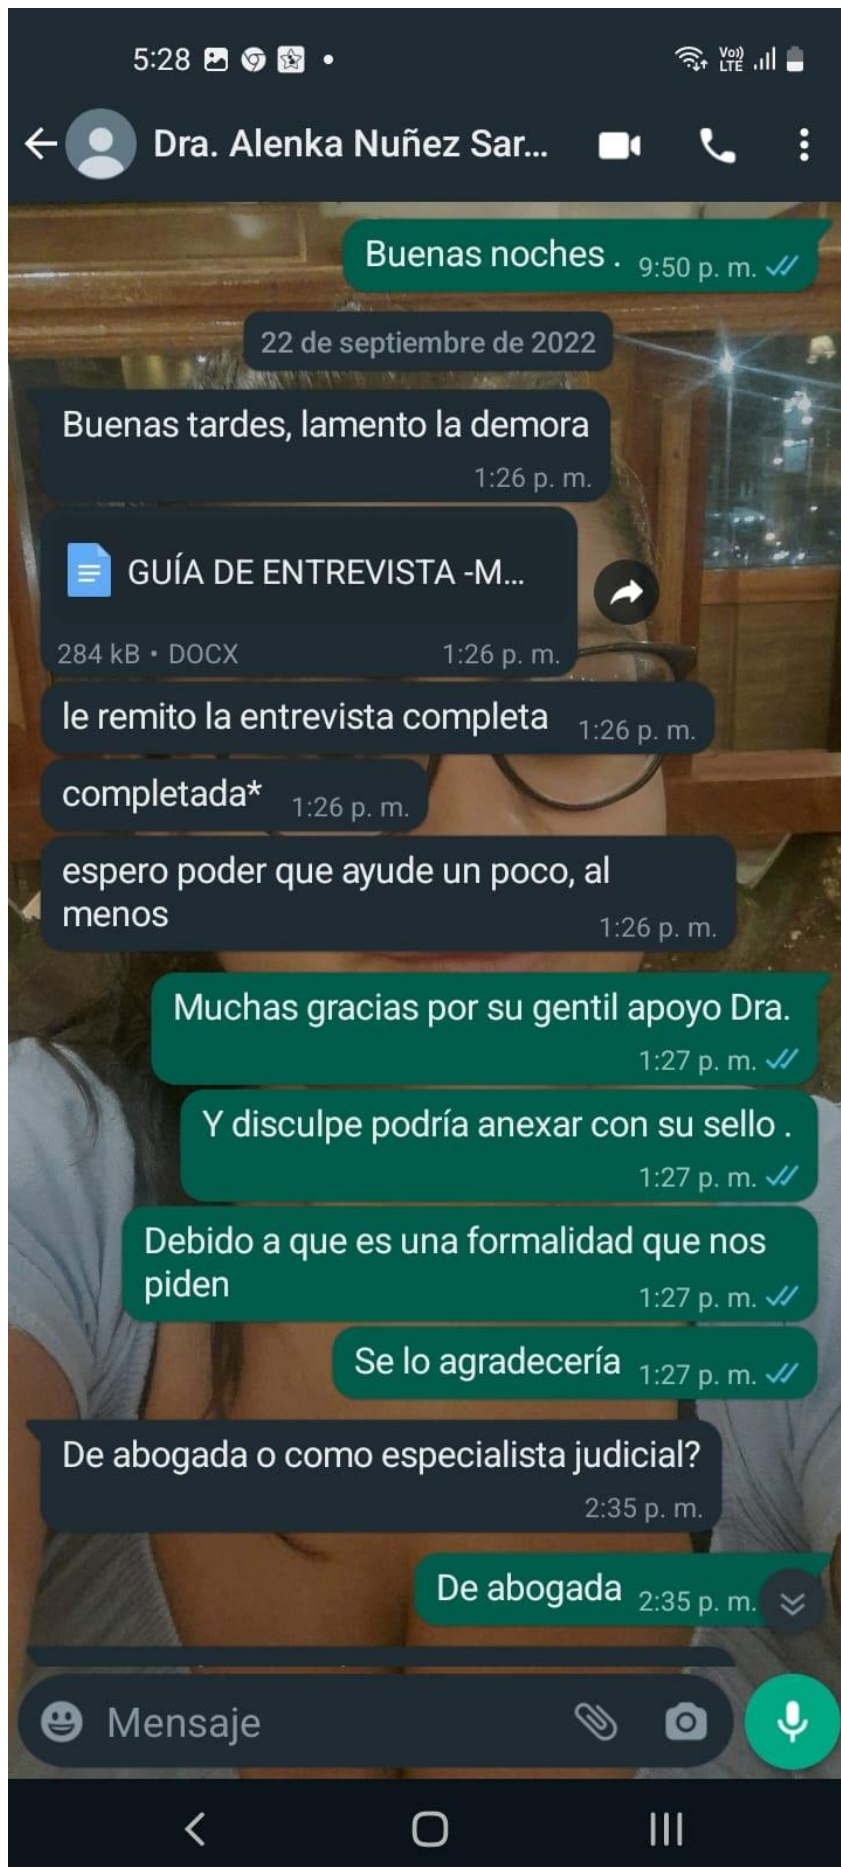 5:28
Vo))
LTE
Dra. Alenka Nuñez Sar...
Buenas noches .
9:50 p. m.
22 de septiembre de 2022
Buenas tardes, lamento la demora
1:26 p. m.
GUÍA DE ENTREVISTA -M...
284 kB • DOCX
1:26 p. m.
le remito la entrevista completa
1:26 p. m.
completada*
1:26 p. m.
espero poder que ayude un poco, al
menos
1:26 p. m.
Muchas gracias por su gentil apoyo Dra.
1:27 p. m.
Y disculpe podría anexar con su sello .
1:27 p. m.
Debido a que es una formalidad que nos
piden
1:27 p. m.
Se lo agradecería
1:27 p. m.
De abogada o como especialista judicial?
2:35 p. m.
De abogada
2:35 p. m.
Mensaje